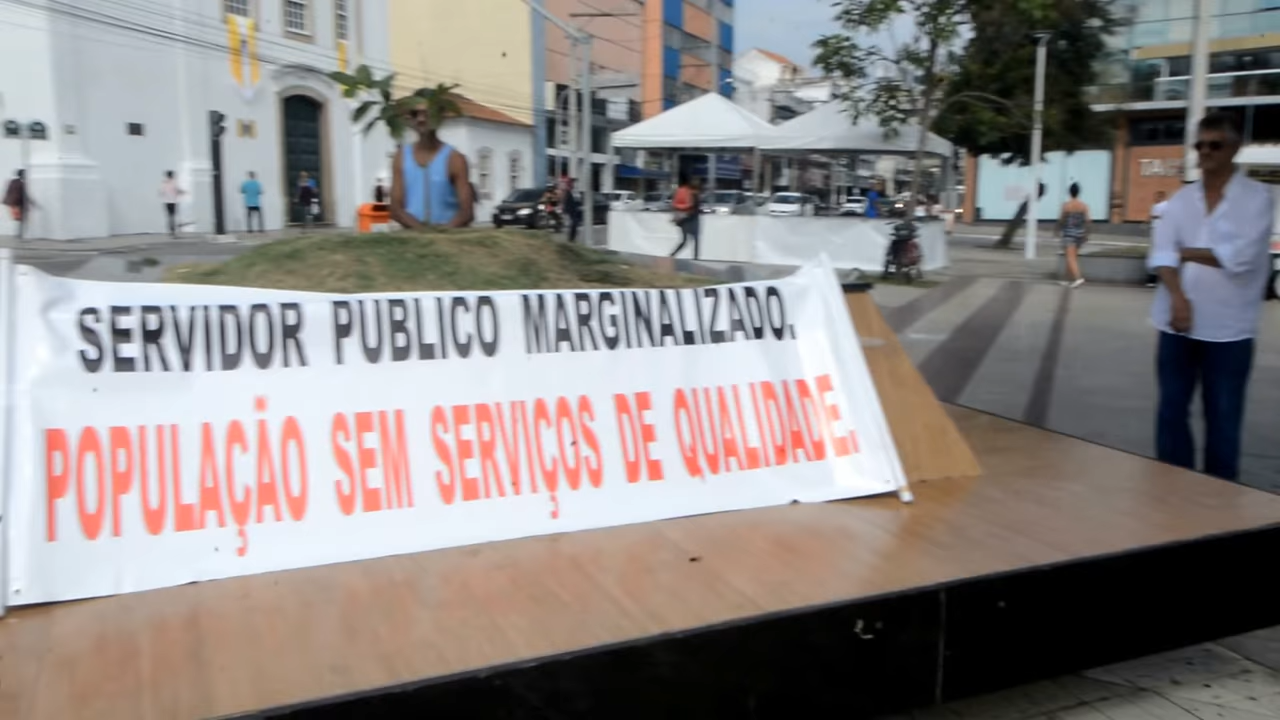 SERVIDOR PUBLICO MARGINALIZADO.
POPULAÇÃO SEM SERVIÇOS DE QUALIDADE.